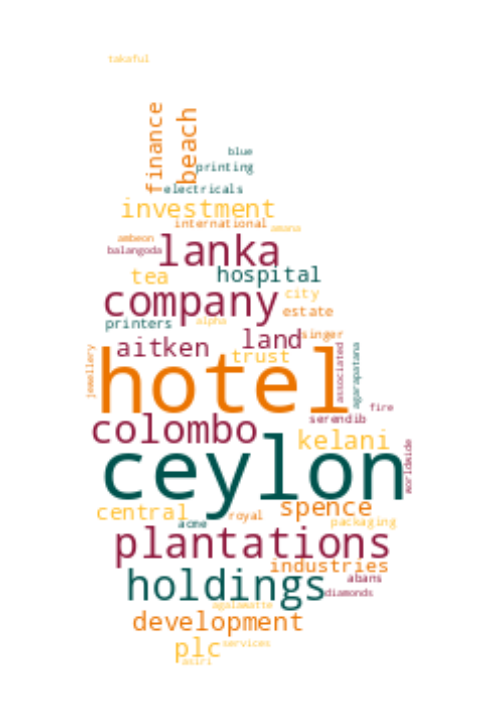 takaful
finance
beach
blue
printing
electricals
investment
international
amana
ambeon
balangoda
lanka
tea
hospital
company
city
estate
printers
alpha
aitken
land
singer
trust
jewellery
hotel
associated
agarapatana
fire
serendib
colombo
kelani
ceylon
worldwide
central
spence
acme
royal
packaging
plantations
industries
holdings
abans
diamonds
agalawatte
development
plc
services
asiri